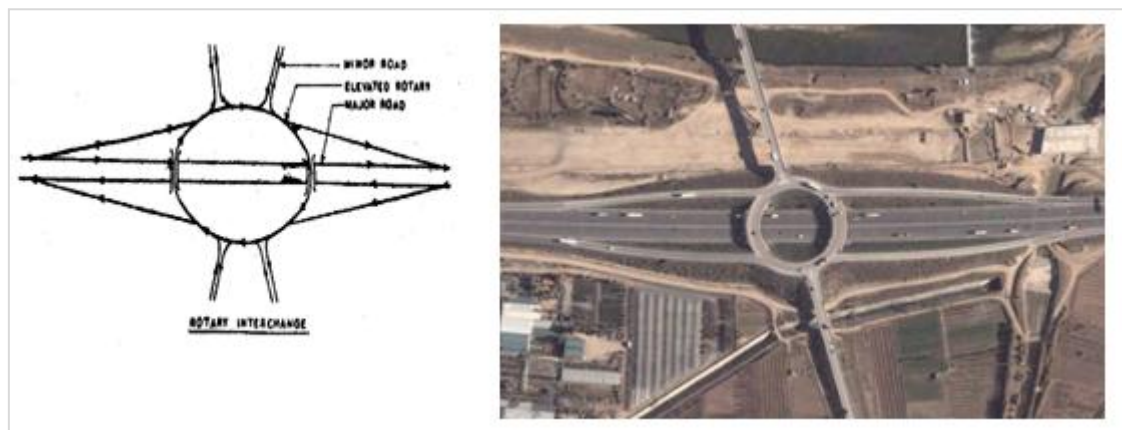 MINOR ROAD
ELEVATED ROTARY
MAJOR ROAD
ROTARY INTERCHANGE